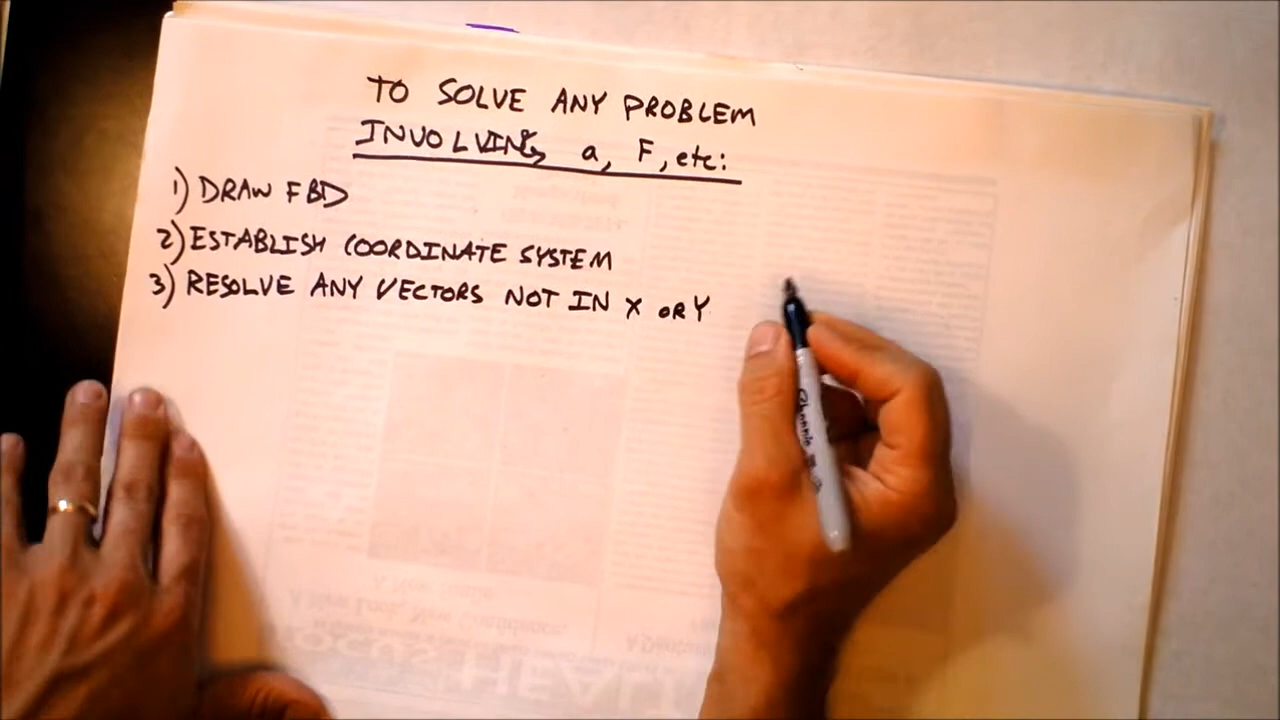 TO SOLVE ANY PROBLEM
INVOLVING a, F, etc:
1) DRAW FBD
2) ESTABLISH COORDINATE SYSTEM
3) RESOLVE ANY VECTORS NOT IN X OR Y